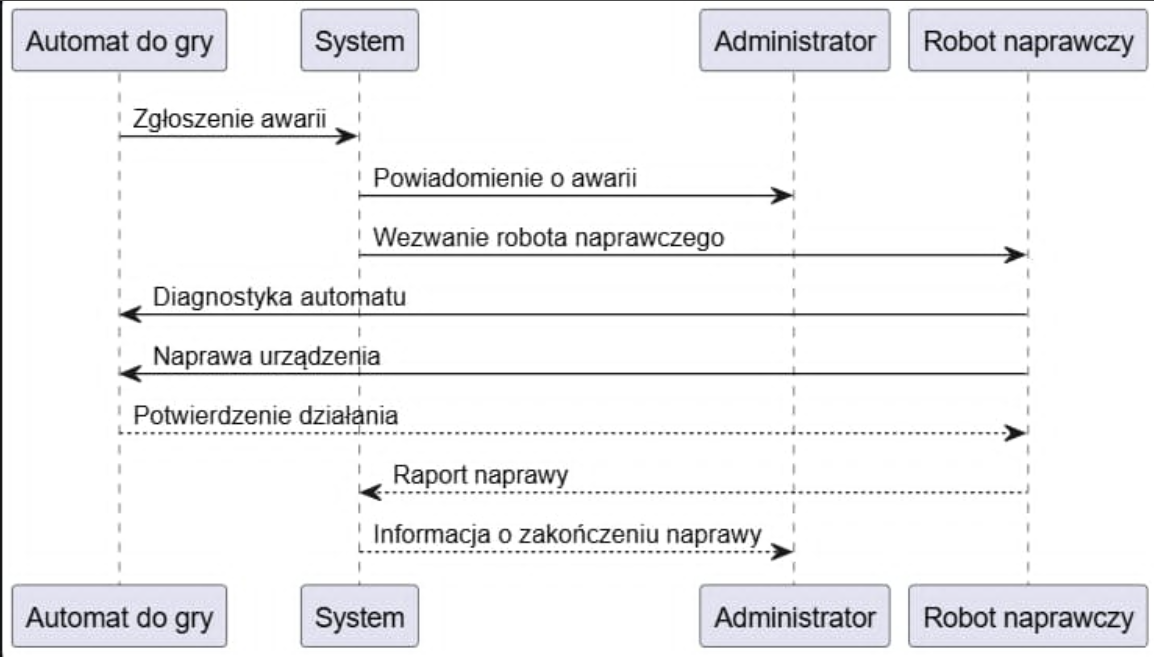 Automat do gry
System
Administrator
Robot naprawczy
Zgłoszenie awarii
Powiadomienie o awarii
Wezwanie robota naprawczego
Diagnostyka automatu
Naprawa urządzenia
Potwierdzenie działania
Raport naprawy
Informacja o zakończeniu naprawy
Automat do gry
System
Administrator
Robot naprawczy